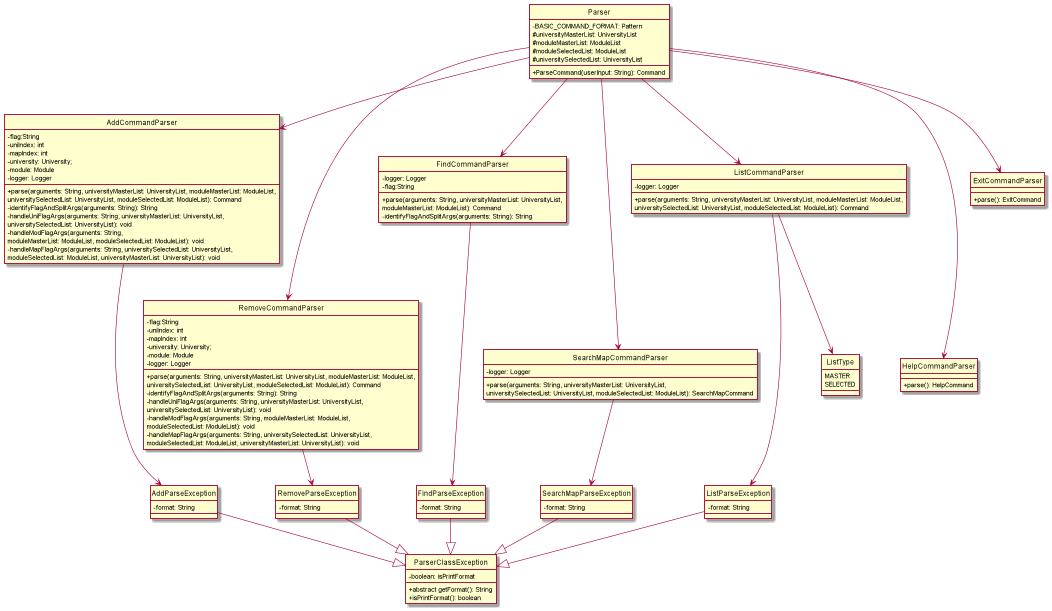 Parser
-BASIC_COMMAND_FORMAT: Pattern
#universityMasterList: UniversityList
#moduleMasterList: ModuleList
#moduleSelectedList: ModuleList
#universitySelectedList: UniversityList
+ParseCommand(userInput: String): Command
AddCommandParser
-flag:String
-uniIndex: int
-mapIndex: int
-university: University;
-module: Module
-logger: Logger
+parse(arguments: String, universityMasterList: UniversityList, moduleMasterList: ModuleList,
universitySelectedList: UniversityList, moduleSelectedList: ModuleList): Command
-identifyFlagAndSplitArgs(arguments: String): String
-handleUniFlagArgs(arguments: String, universityMasterList: UniversityList,
universitySelectedList: UniversityList): void
-handleModFlagArgs(arguments: String,
moduleMasterList: ModuleList, moduleSelectedList: ModuleList): void
-handleMapFlagArgs(arguments: String, universitySelectedList: UniversityList,
moduleSelectedList: ModuleList, universityMasterList: UniversityList): void
FindCommandParser
-logger: Logger
-flag:String
+parse(arguments: String, universityMasterList: UniversityList,
moduleMasterList: ModuleList): Command
-identifyFlagAndSplitArgs(arguments: String): String
ListCommandParser
-logger: Logger
+parse(arguments: String, universityMasterList: UniversityList, moduleMasterList: ModuleList,
universitySelectedList: UniversityList, moduleSelectedList: ModuleList): Command
ExitCommandParser
+parse(): ExitCommand
RemoveCommandParser
-flag:String
-uniIndex: int
-mapIndex: int
-university: University;
-module: Module
-logger: Logger
+parse(arguments: String, universityMasterList: UniversityList, moduleMasterList: ModuleList,
universitySelectedList: UniversityList, moduleSelectedList: ModuleList): Command
-identifyFlagAndSplitArgs(arguments: String): String
-handleUniFlagArgs(arguments: String, universityMasterList: UniversityList,
universitySelectedList: UniversityList): void
-handleModFlagArgs(arguments: String, moduleMasterList: ModuleList,
moduleSelectedList: ModuleList): void
-handleMapFlagArgs(arguments: String, universitySelectedList: UniversityList,
moduleSelectedList: ModuleList, universityMasterList: UniversityList): void
SearchMapCommandParser
-logger: Logger
+parse(arguments: String, universityMasterList: UniversityList,
universitySelectedList: UniversityList, moduleSelectedList: ModuleList): SearchMapCommand
ListType
MASTER
SELECTED
HelpCommandParser
+parse(): HelpCommand
AddParseException
-format: String
RemoveParseException
-format: String
FindParseException
-format: String
SearchMapParseException
-format: String
ListParseException
-format: String
ParserClassException
-boolean: isPrintFormat
+abstract getFormat(): String
+isPrintFormat(): boolean